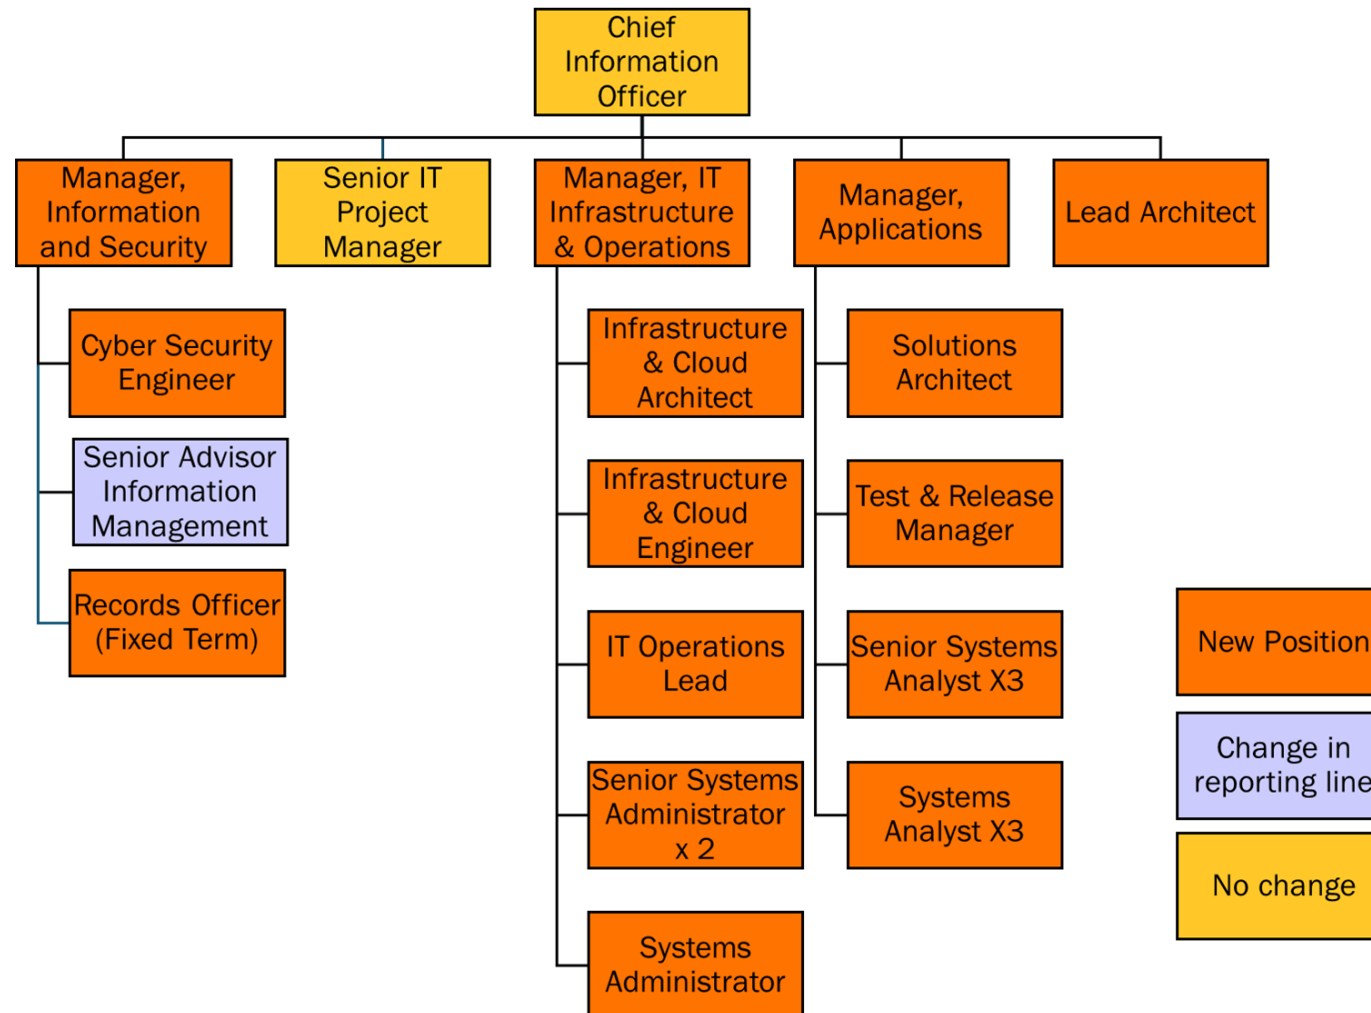 Chief
Information
Officer
Manager,
Information
and Security
Senior IT
Project
Manager
Manager, IT
Infrastructure
& Operations
Manager,
Applications
Lead Architect
Cyber Security
Engineer
Senior Advisor
Information
Management
Records Officer
(Fixed Term)
Infrastructure
& Cloud
Architect
Infrastructure
& Cloud
Engineer
IT Operations
Lead
Senior Systems
Administrator
x 2
Systems
Administrator
Solutions
Architect
Test & Release
Manager
Senior Systems
Analyst X3
Systems
Analyst X3
New Position
Change in
reporting line
No change